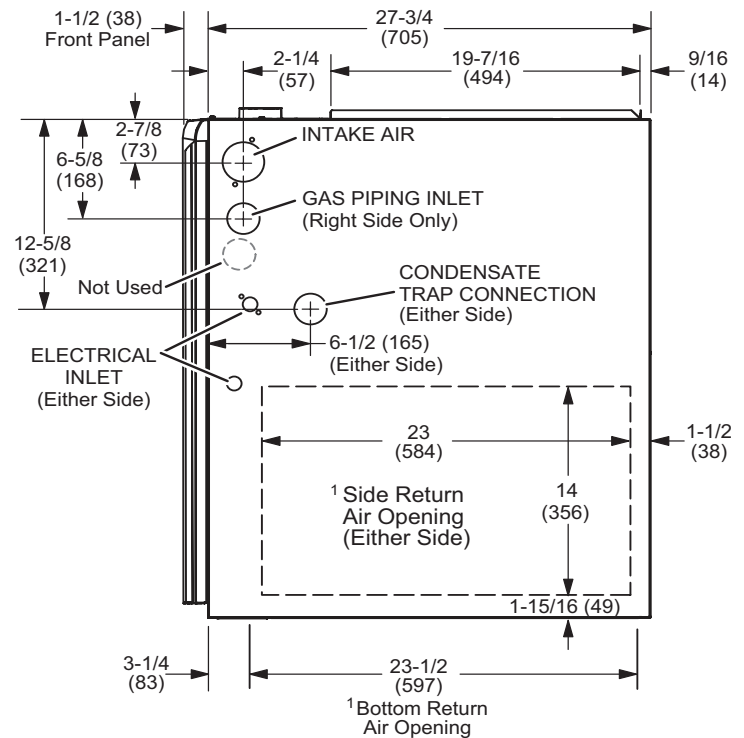 1-1/2 (38)
Front Panel
27-3/4
(705)
2-1/4
(57)
19-7/16
(494)
9/16
(14)
2-7/8
(73)
INTAKE AIR
6-5/8
(168)
GAS PIPING INLET
(Right Side Only)
12-5/8
(321)
Not Used
CONDENSATE
TRAP CONNECTION
(Either Side)
6-1/2 (165)
(Either Side)
ELECTRICAL
INLET
(Either Side)
23
(584)
1-1/2
(38)
1 Side Return
Air Opening
(Either Side)
14
(356)
1-15/16 (49)
3-1/4
(83)
23-1/2
(597)
1 Bottom Return
Air Opening